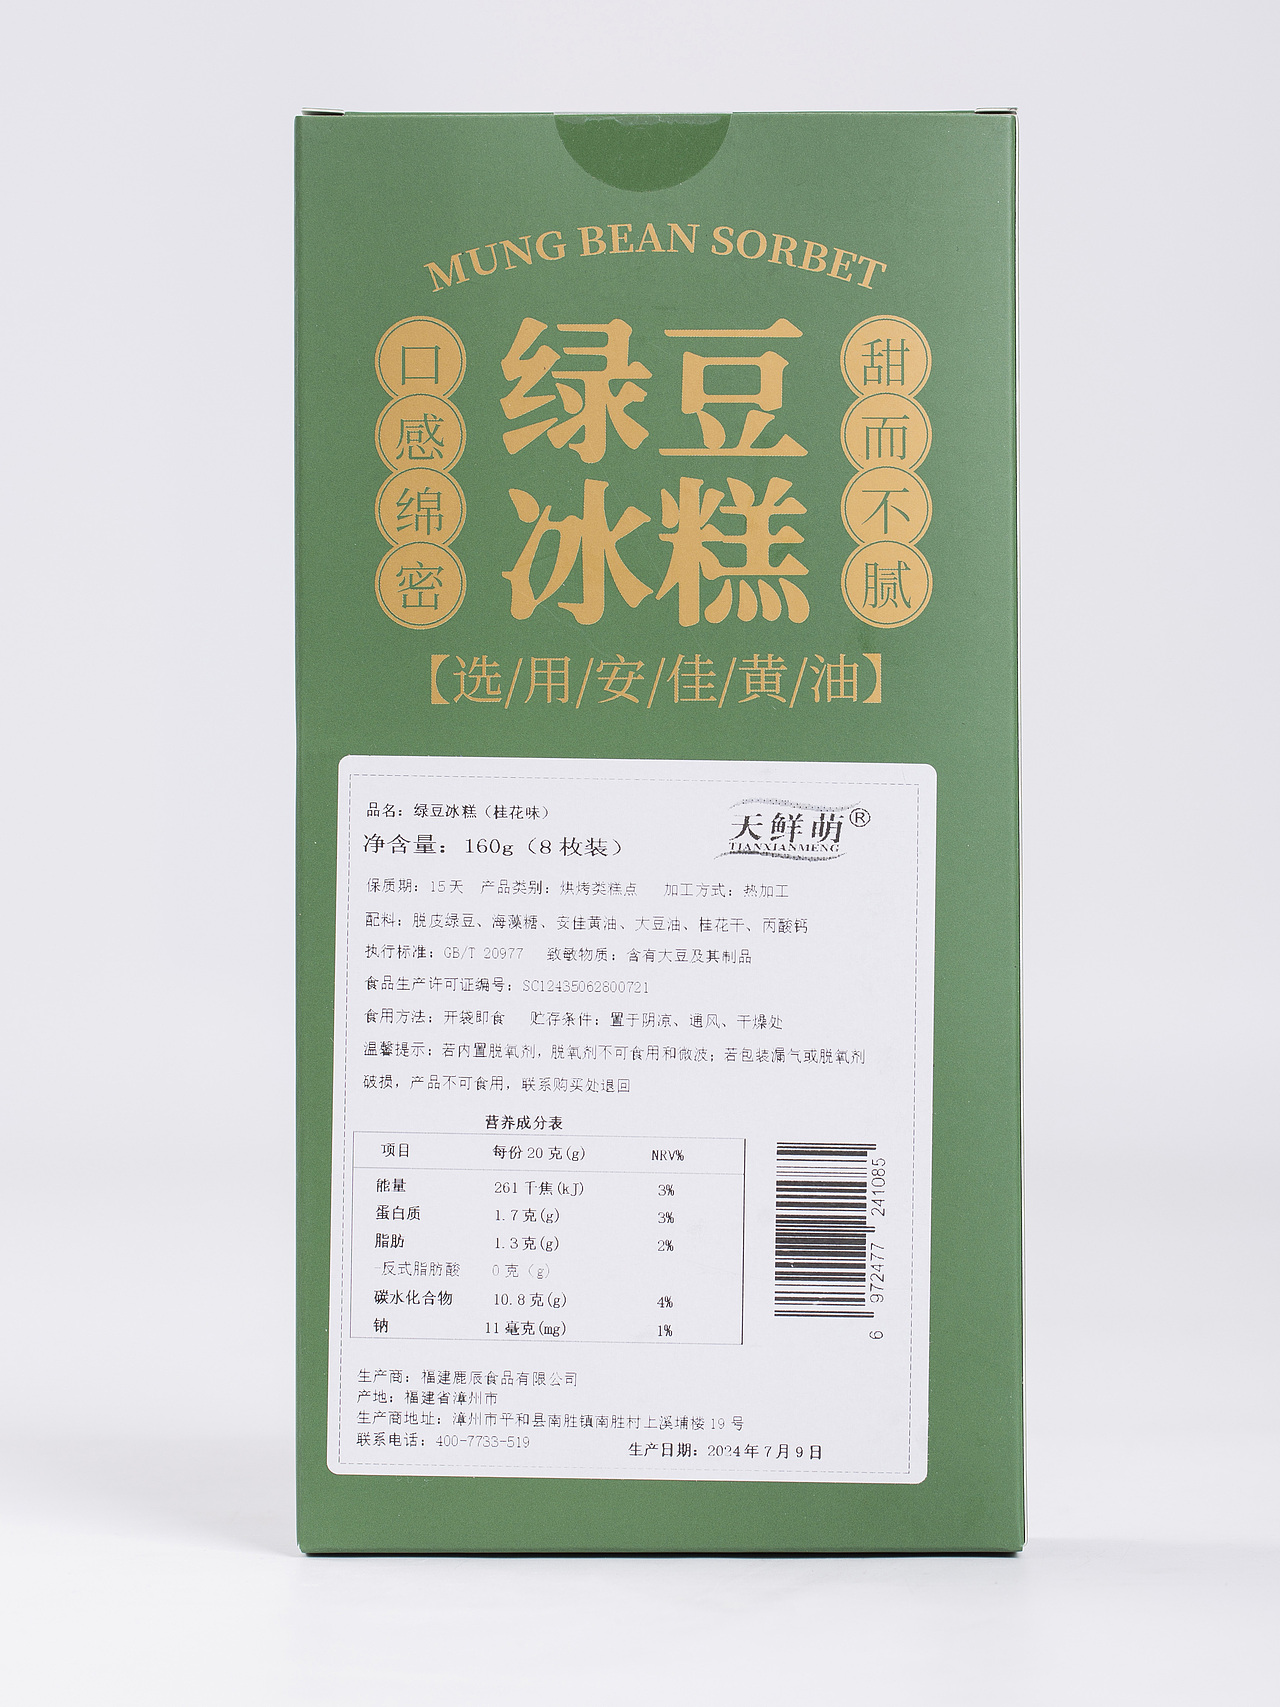 MUNG BEAN SORBET
绿豆
冰糕
口感绵密
甜而不腻
【选/用/安/佳/黄/油】
天鲜萌®
TIANXIANMENG
品名：绿豆冰糕（桂花味）
净含量：160g（8枚装）
保质期：15天 产品类别：烘烤类糕点 加工方式：热加工
配料：脱皮绿豆、海藻糖、安佳黄油、大豆油、桂花干、丙酸钙
执行标准：GB/T 20977 致敏物质：含有大豆及其制品
食品生产许可证编号：SC12435062800721
食用方法：开袋即食 贮存条件：置于阴凉、通风、干燥处
温馨提示：若内置脱氧剂，脱氧剂不可食用和微波；若包装漏气或脱氧剂
破损，产品不可食用，联系购买处退回
营养成分表
项目 每份20克(g) NRV%
能量 261千焦(kJ) 3%
蛋白质 1.7克(g) 3%
脂肪 1.3克(g) 2%
-反式脂肪酸 0克（g）
碳水化合物 10.8克(g) 4%
钠 11毫克(mg) 1%
6 972477 241085
生产商：福建鹿辰食品有限公司
产地：福建省漳州市
生产商地址：漳州市平和县南胜镇南胜村上溪埔楼19号
联系电话：400-7733-519
生产日期：2024年7月9日